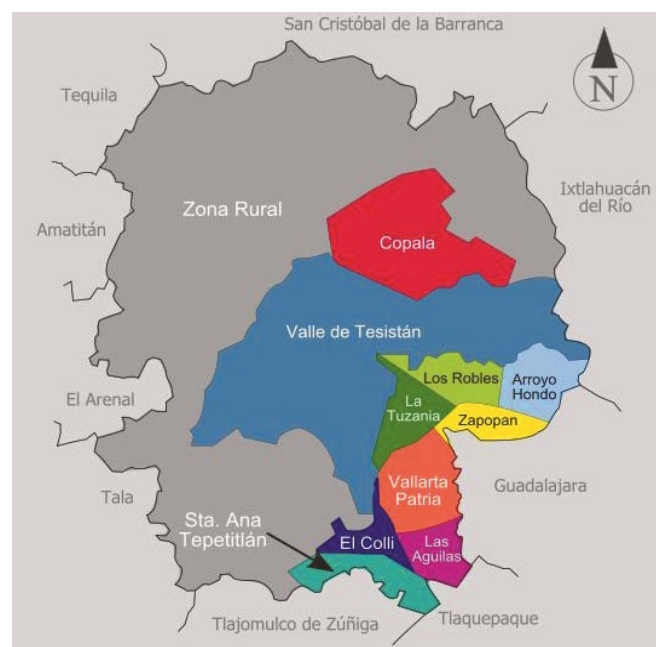 San Cristóbal de la Barranca
Tequila
N
Ixtlahuacán
del Río
Zona Rural
Amatitán
Copala
Valle de Tesistán
Los Robles
Arroyo
Hondo
El Arenal
La
Tuzania
Zapopan
Vallarta
Patria
Guadalajara
Tala
Sta. Ana
Tepetitlán
El Colli
Las
Aguilas
Tlajomulco de Zúñiga
Tlaquepaque